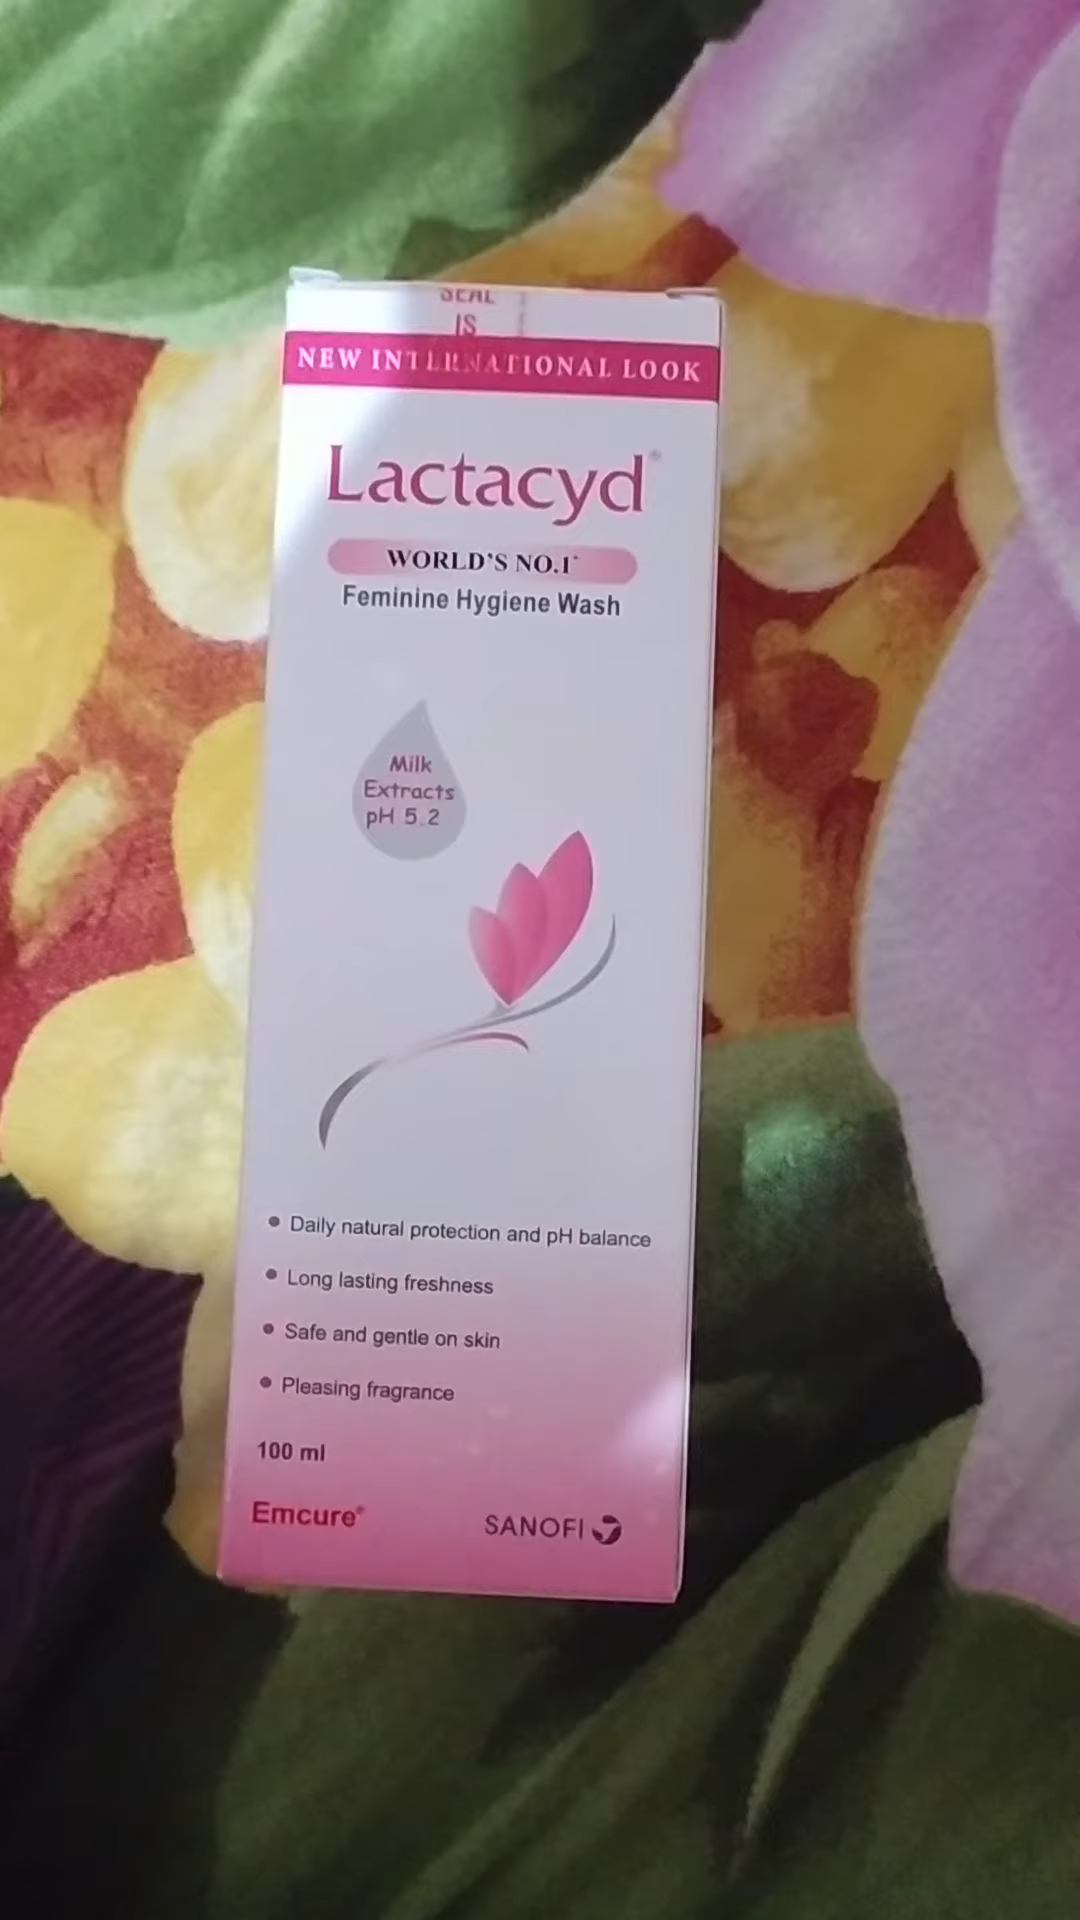 SEAL
IS
NEW INTERNATIONAL LOOK
Lactacyd®
WORLD'S NO.1*
Feminine Hygiene Wash
Milk
Extracts
pH 5.2
• Daily natural protection and pH balance
• Long lasting freshness
• Safe and gentle on skin
• Pleasing fragrance
100 ml
Emcure®
SANOFI